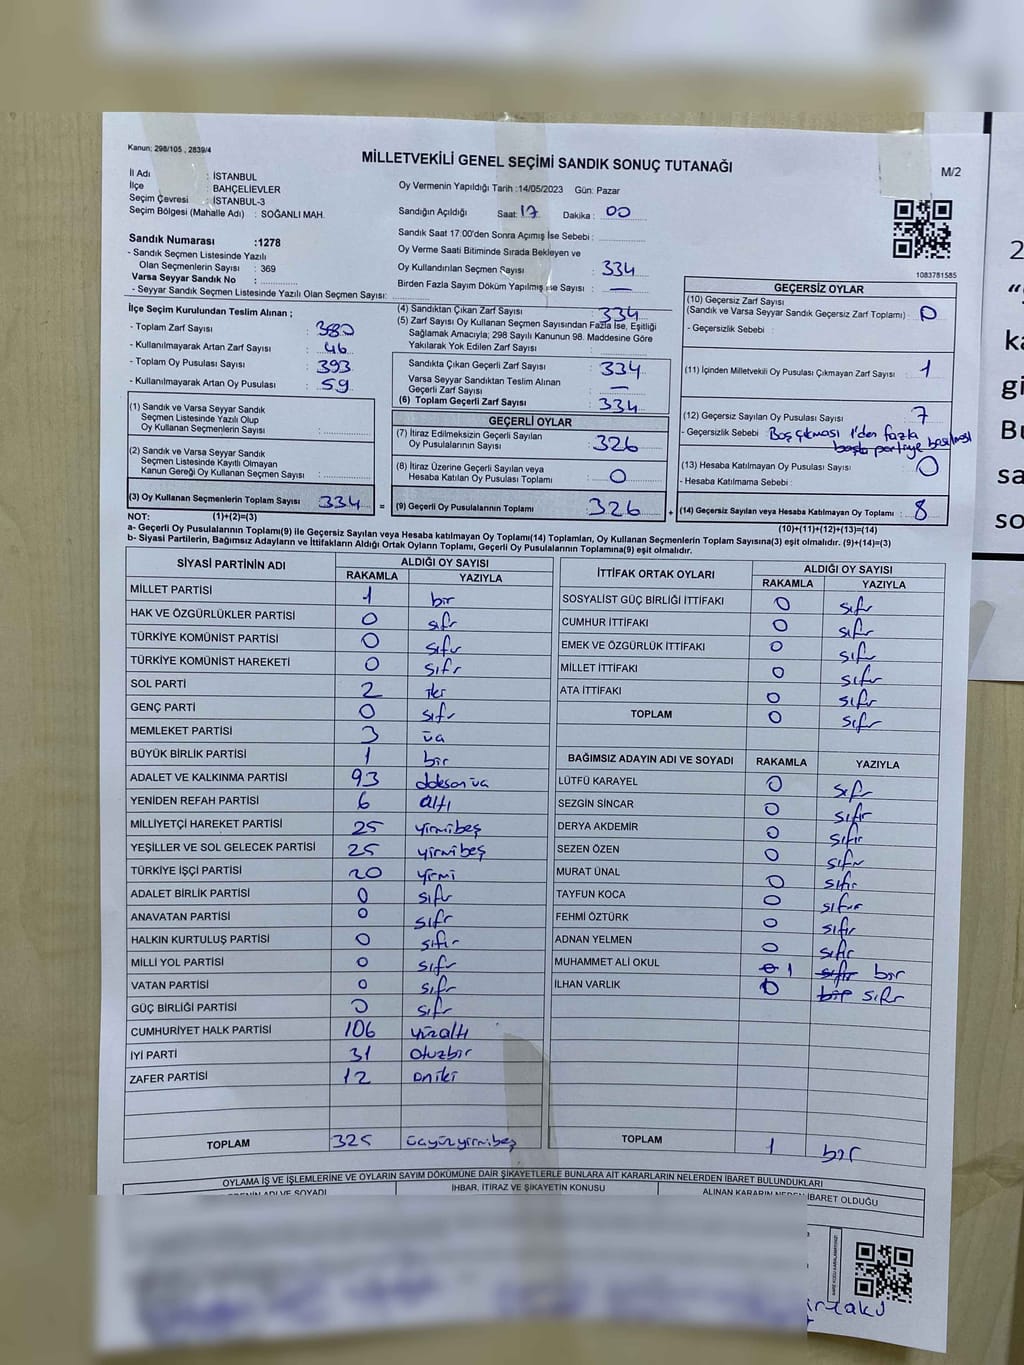 Kanun; 298/105 , 2839/4
MİLLETVEKİLİ GENEL SEÇİMİ SANDIK SONUÇ TUTANAĞI
M/2
İl Adı : İSTANBUL
İlçe : BAHÇELİEVLER
Seçim Çevresi : İSTANBUL-3
Seçim Bölgesi (Mahalle Adı) : SOĞANLI MAH.
Oy Vermenin Yapıldığı Tarih :14/05/2023 Gün: Pazar
Sandığın Açıldığı Saat: 17 Dakika : 00
Sandık Saat 17:00'den Sonra Açımış İse Sebebi :
Sandık Numarası :1278
- Sandık Seçmen Listesinde Yazılı
Olan Seçmenlerin Sayısı : 369
Varsa Seyyar Sandık No :
- Seyyar Sandık Seçmen Listesinde Yazılı Olan Seçmen Sayısı:
Oy Verme Saati Bitiminde Sırada Bekleyen ve
Oy Kullandırılan Seçmen Sayısı : 334
Birden Fazla Sayım Döküm Yapılmış ise Sayısı : —
1083781585
İlçe Seçim Kurulundan Teslim Alınan ;
- Toplam Zarf Sayısı : 380
- Kullanılmayarak Artan Zarf Sayısı : 46
- Toplam Oy Pusulası Sayısı : 393
- Kullanılmayarak Artan Oy Pusulası : 59
(4) Sandıktan Çıkan Zarf Sayısı : 334
(5) Zarf Sayısı Oy Kullanan Seçmen Sayısından Fazla İse, Eşitliği
Sağlamak Amacıyla; 298 Sayılı Kanunun 98. Maddesine Göre
Yakılarak Yok Edilen Zarf Sayısı :
Sandıkta Çıkan Geçerli Zarf Sayısı : 334
Varsa Seyyar Sandıktan Teslim Alınan
Geçerli Zarf Sayısı : —
(6) Toplam Geçerli Zarf Sayısı : 334
GEÇERSİZ OYLAR
(10) Geçersiz Zarf Sayısı
(Sandık ve Varsa Seyyar Sandık Geçersiz Zarf Toplamı) : 0
- Geçersizlik Sebebi :
(11) İçinden Milletvekili Oy Pusulası Çıkmayan Zarf Sayısı : 1
(12) Geçersiz Sayılan Oy Pusulası Sayısı : 7
- Geçersizlik Sebebi : Boş çıkması 1'den fazla
partiye basılması
(13) Hesaba Katılmayan Oy Pusulası Sayısı : 0
- Hesaba Katılmama Sebebi :
(14) Geçersiz Sayılan veya Hesaba Katılmayan Oy Toplamı : 8
(10)+(11)+(12)+(13)=(14)
(1) Sandık ve Varsa Seyyar Sandık
Seçmen Listesinde Yazılı Olup
Oy Kullanan Seçmenlerin Sayısı :
(2) Sandık ve Varsa Seyyar Sandık
Seçmen Listesinde Kayıtlı Olmayan
Kanun Gereği Oy Kullanan Seçmen Sayısı :
(3) Oy Kullanan Seçmenlerin Toplam Sayısı : 334 =
GEÇERLİ OYLAR
(7) İtiraz Edilmeksizin Geçerli Sayılan
Oy Pusulalarının Sayısı : 326
(8) İtiraz Üzerine Geçerli Sayılan veya
Hesaba Katılan Oy Pusulası Toplamı : 0
(9) Geçerli Oy Pusulalarının Toplamı : 326 +
NOT: (1)+(2)=(3)
a- Geçerli Oy Pusulalarının Toplamı(9) ile Geçersiz Sayılan veya Hesaba katılmayan Oy Toplamı(14) Toplamları, Oy Kullanan Seçmenlerin Toplam Sayısına(3) eşit olmalıdır. (9)+(14)=(3)
b- Siyasi Partilerin, Bağımsız Adayların ve İttifakların Aldığı Ortak Oyların Toplamı, Geçerli Oy Pusulalarının Toplamına(9) eşit olmalıdır.
SİYASİ PARTİNİN ADI ALDIĞI OY SAYISI
RAKAMLA YAZIYLA
MİLLET PARTİSİ 1 bir
HAK VE ÖZGÜRLÜKLER PARTİSİ 0 sıfır
TÜRKİYE KOMÜNİST PARTİSİ 0 sıfır
TÜRKİYE KOMÜNİST HAREKETİ 0 sıfır
SOL PARTİ 2 iki
GENÇ PARTİ 0 sıfır
MEMLEKET PARTİSİ 3 üç
BÜYÜK BİRLİK PARTİSİ 1 bir
ADALET VE KALKINMA PARTİSİ 93 doksan üç
YENİDEN REFAH PARTİSİ 6 altı
MİLLİYETÇİ HAREKET PARTİSİ 25 yirmibeş
YEŞİLLER VE SOL GELECEK PARTİSİ 25 yirmibeş
TÜRKİYE İŞÇİ PARTİSİ 20 yirmi
ADALET BİRLİK PARTİSİ 0 sıfır
ANAVATAN PARTİSİ 0 sıfır
HALKIN KURTULUŞ PARTİSİ 0 sıfır
MİLLİ YOL PARTİSİ 0 sıfır
VATAN PARTİSİ 0 sıfır
GÜÇ BİRLİĞİ PARTİSİ 0 sıfır
CUMHURİYET HALK PARTİSİ 106 yüzaltı
İYİ PARTİ 31 otuzbir
ZAFER PARTİSİ 12 oniki
TOPLAM 325 üçyüzyirmibeş
İTTİFAK ORTAK OYLARI ALDIĞI OY SAYISI
RAKAMLA YAZIYLA
SOSYALİST GÜÇ BİRLİĞİ İTTİFAKI 0 sıfır
CUMHUR İTTİFAKI 0 sıfır
EMEK VE ÖZGÜRLÜK İTTİFAKI 0 sıfır
MİLLET İTTİFAKI 0 sıfır
ATA İTTİFAKI 0 sıfır
TOPLAM 0 sıfır
BAĞIMSIZ ADAYIN ADI VE SOYADI RAKAMLA YAZIYLA
LÜTFÜ KARAYEL 0 sıfır
SEZGİN SİNCAR 0 sıfır
DERYA AKDEMİR 0 sıfır
SEZEN ÖZEN 0 sıfır
MURAT ÜNAL 0 sıfır
TAYFUN KOCA 0 sıfır
FEHMİ ÖZTÜRK 0 sıfır
ADNAN YELMEN 0 sıfır
MUHAMMET ALİ OKUL 0 1 sıfır bir
İLHAN VARLIK 0 bir sıfır
TOPLAM 1 bir
OYLAMA İŞ VE İŞLEMLERİNE VE OYLARIN SAYIM DÖKÜMÜNE DAİR ŞİKAYETLERLE BUNLARA AİT KARARLARIN NELERDEN İBARET BULUNDUKLARI
ADI VE SOYADI İHBAR, İTİRAZ VE ŞİKAYETİN KONUSU ALINAN KARARIN NEDEN İBARET OLDUĞU